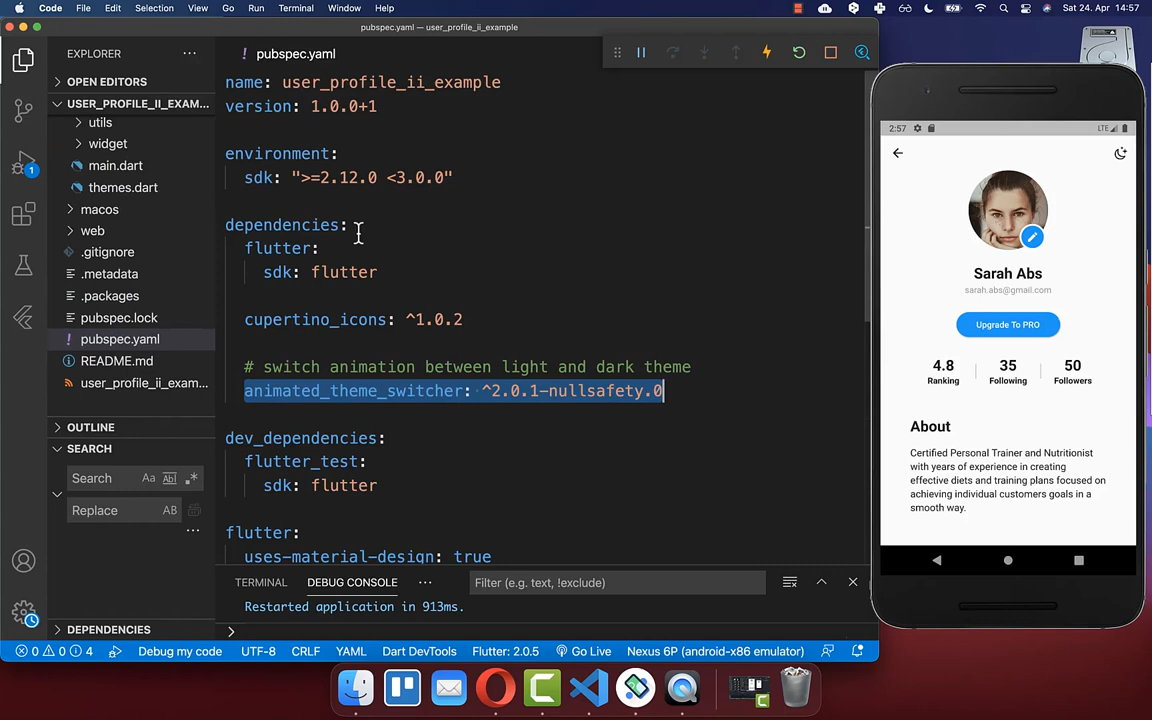 Code File Edit Selection View Go Run Terminal Window Help Sat 24. Apr 14:57
pubspec.yaml — user_profile_ii_example
EXPLORER
OPEN EDITORS
USER_PROFILE_II_EXAM...
utils
widget
main.dart
themes.dart
macos
web
.gitignore
.metadata
.packages
pubspec.lock
! pubspec.yaml
README.md
user_profile_ii_exam...
OUTLINE
SEARCH
Search Aa Abl
Replace AB
DEPENDENCIES
1
! pubspec.yaml
name: user_profile_ii_example
version: 1.0.0+1
environment:
sdk: ">=2.12.0 <3.0.0"
dependencies:
flutter:
sdk: flutter
cupertino_icons: ^1.0.2
# switch animation between light and dark theme
animated_theme_switcher: ^2.0.1-nullsafety.0
dev_dependencies:
flutter_test:
sdk: flutter
flutter:
uses-material-design: true
TERMINAL DEBUG CONSOLE ... Filter (e.g. text, !exclude)
Restarted application in 913ms.
0 0 4 Debug my code UTF-8 CRLF YAML Dart DevTools Flutter: 2.0.5 Go Live Nexus 6P (android-x86 emulator)
2:57 LTE
Sarah Abs
sarah.abs@gmail.com
Upgrade To PRO
4.8 35 50
Ranking Following Followers
About
Certified Personal Trainer and Nutritionist
with years of experience in creating
effective diets and training plans focused on
achieving individual customers goals in a
smooth way.